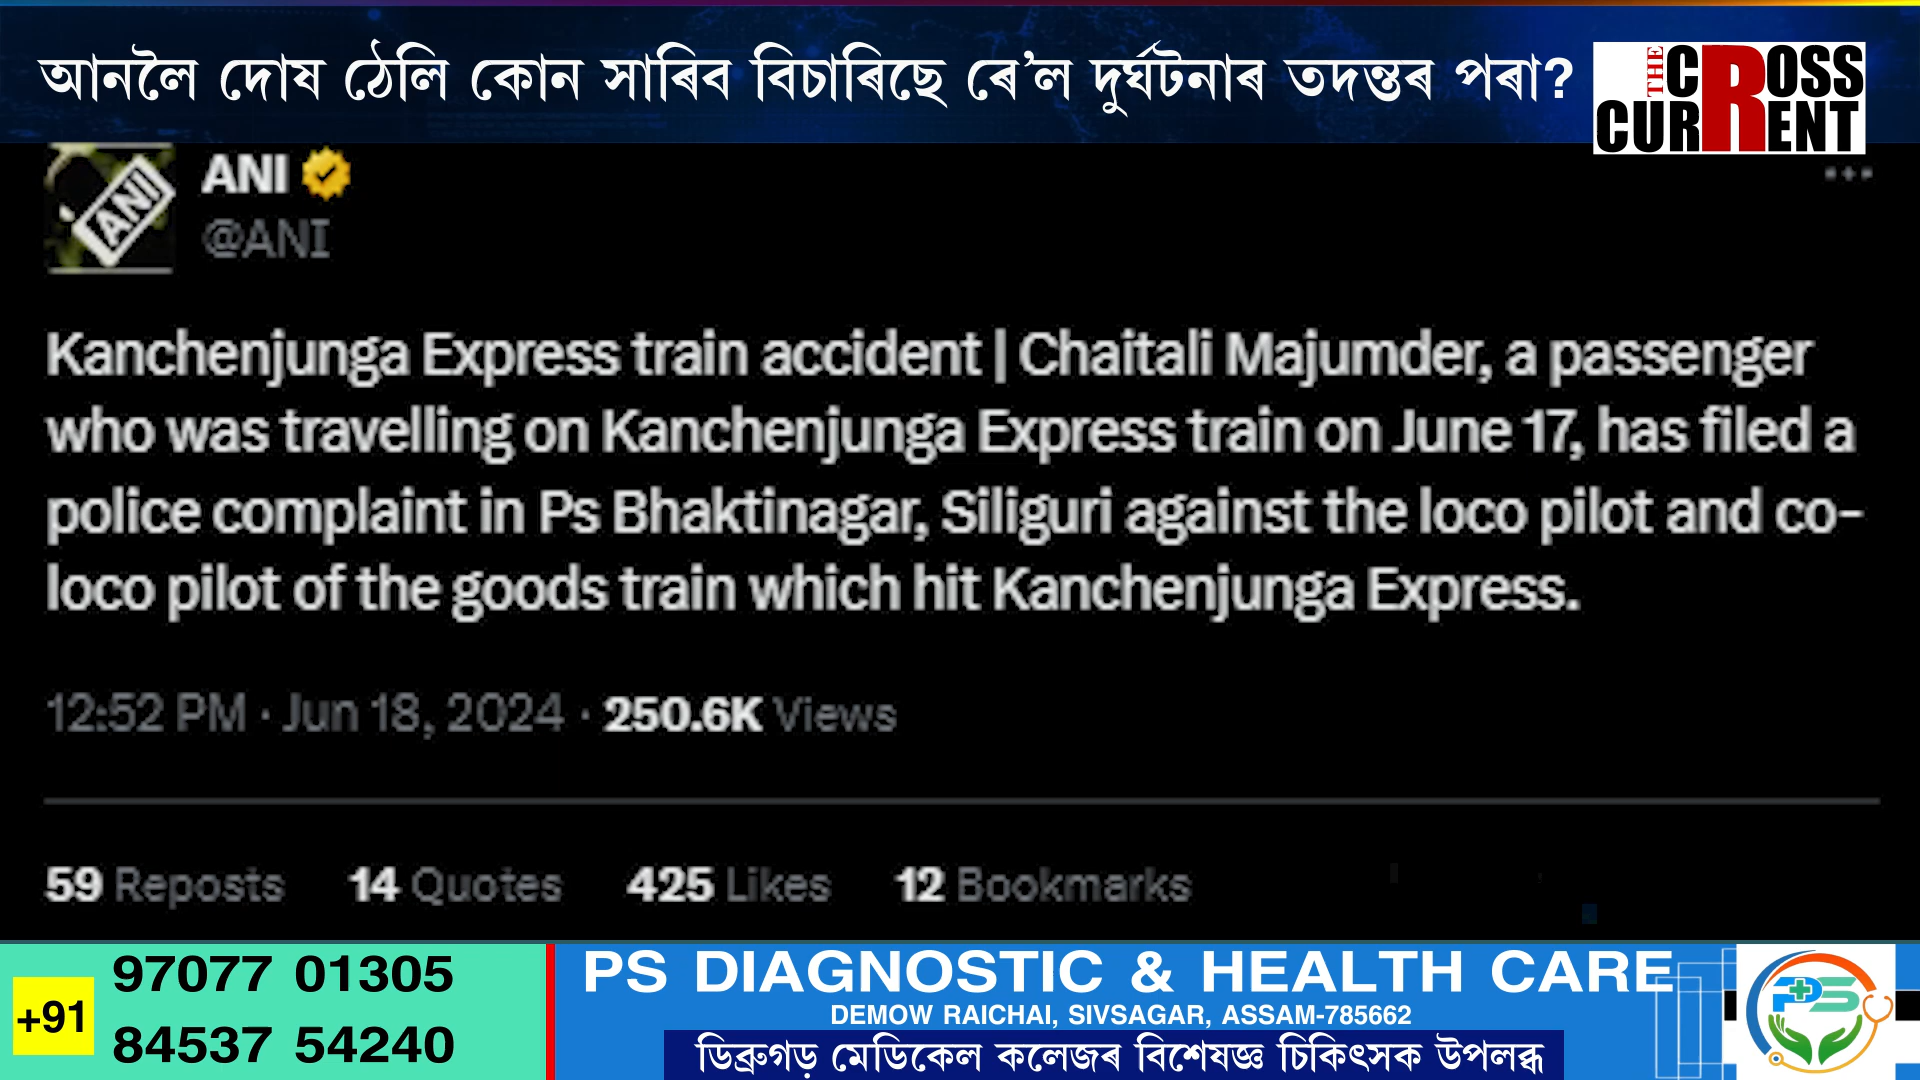 আনলৈ দোষ ঠেলি কোন সাৰিব বিচাৰিছে ৰে’ল দুৰ্ঘটনাৰ তদন্তৰ পৰা?
THE CROSS
CURRENT
ANI
ANI
@ANI
Kanchenjunga Express train accident | Chaitali Majumder, a passenger
who was travelling on Kanchenjunga Express train on June 17, has filed a
police complaint in Ps Bhaktinagar, Siliguri against the loco pilot and co-
loco pilot of the goods train which hit Kanchenjunga Express.
12:52 PM · Jun 18, 2024 · 250.6K Views
59 Reposts 14 Quotes 425 Likes 12 Bookmarks
+91
97077 01305
84537 54240
PS DIAGNOSTIC & HEALTH CARE
DEMOW RAICHAI, SIVSAGAR, ASSAM-785662
ডিব্ৰুগড় মেডিকেল কলেজৰ বিশেষজ্ঞ চিকিৎসক উপলব্ধ
PS